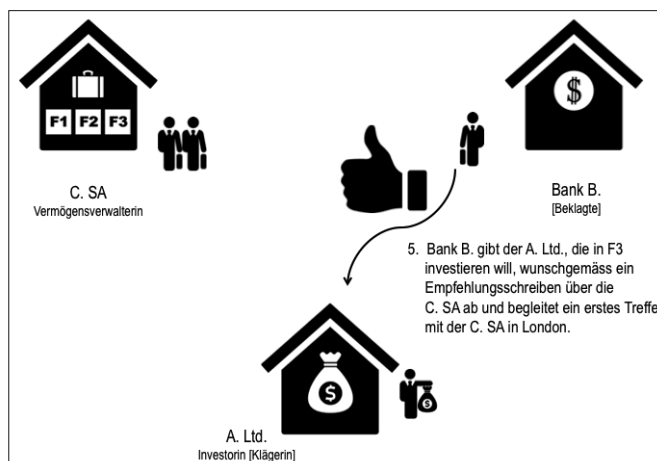 F1 F2 F3
$
C. SA
Vermögensverwalterin
Bank B.
[Beklagte]
5. Bank B. gibt der A. Ltd., die in F3
investieren will, wunschgemäss ein
Empfehlungsschreiben über die
C. SA ab und begleitet ein erstes Treffe
mit der C. SA in London.
$
$
A. Ltd.
Investorin [Klägerin]